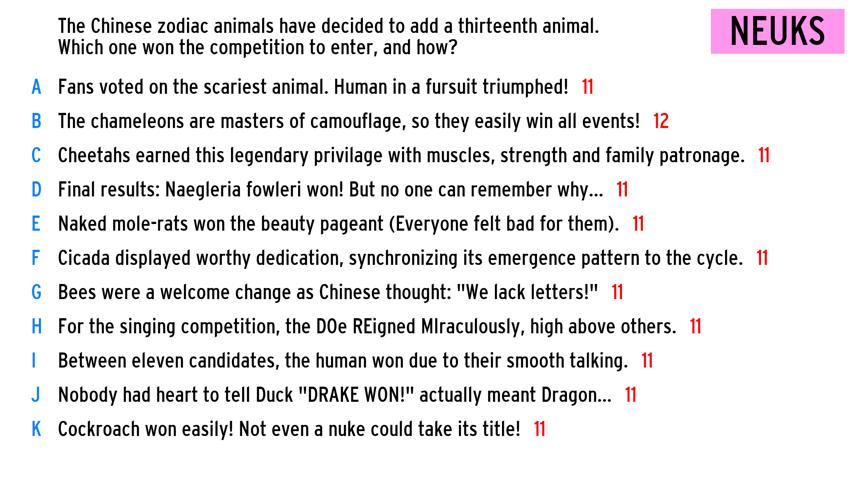 The Chinese zodiac animals have decided to add a thirteenth animal.
Which one won the competition to enter, and how?
NEUKS
A Fans voted on the scariest animal. Human in a fursuit triumphed! 11
B The chameleons are masters of camouflage, so they easily win all events! 12
C Cheetahs earned this legendary privilage with muscles, strength and family patronage. 11
D Final results: Naegleria fowleri won! But no one can remember why... 11
E Naked mole-rats won the beauty pageant (Everyone felt bad for them). 11
F Cicada displayed worthy dedication, synchronizing its emergence pattern to the cycle. 11
G Bees were a welcome change as Chinese thought: "We lack letters!" 11
H For the singing competition, the DOe REigned MIraculously, high above others. 11
I Between eleven candidates, the human won due to their smooth talking. 11
J Nobody had heart to tell Duck "DRAKE WON!" actually meant Dragon... 11
K Cockroach won easily! Not even a nuke could take its title! 11